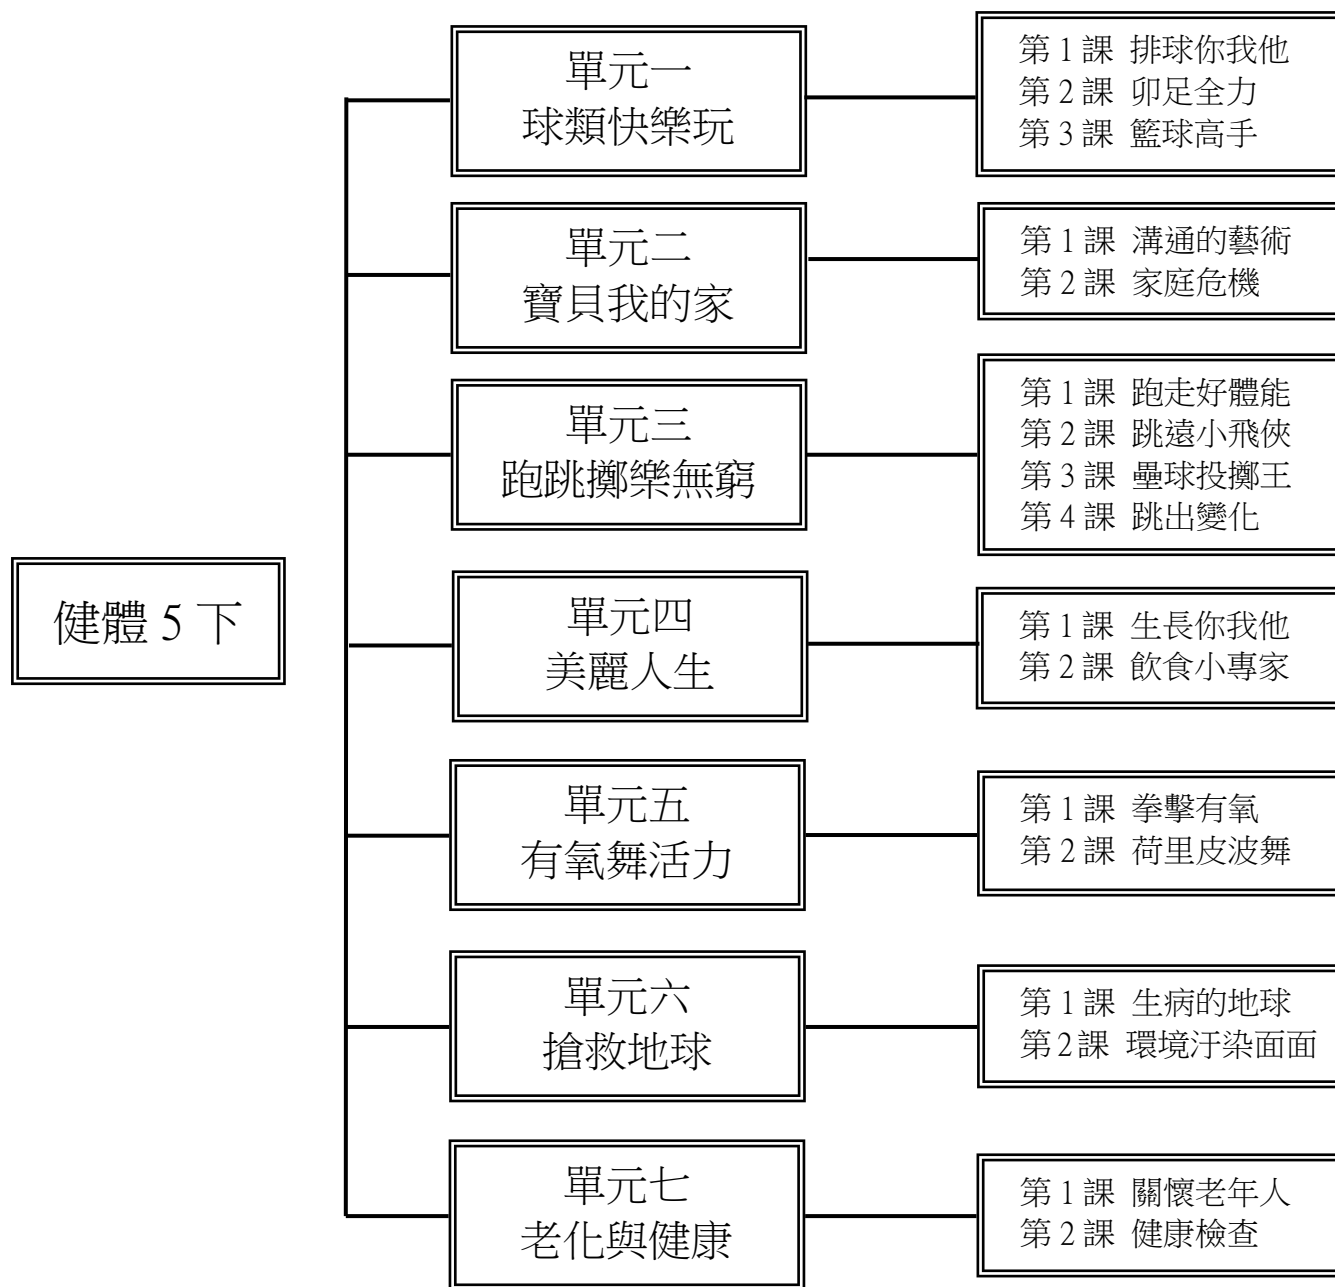 健體 5 下
單元一
球類快樂玩
第 1 課 排球你我他
第 2 課 卯足全力
第 3 課 籃球高手
單元二
寶貝我的家
第 1 課 溝通的藝術
第 2 課 家庭危機
單元三
跑跳擲樂無窮
第 1 課 跑走好體能
第 2 課 跳遠小飛俠
第 3 課 壘球投擲王
第 4 課 跳出變化
單元四
美麗人生
第 1 課 生長你我他
第 2 課 飲食小專家
單元五
有氧舞活力
第 1 課 拳擊有氧
第 2 課 荷里皮波舞
單元六
搶救地球
第 1 課 生病的地球
第 2 課 環境汙染面面
單元七
老化與健康
第 1 課 關懷老年人
第 2 課 健康檢查